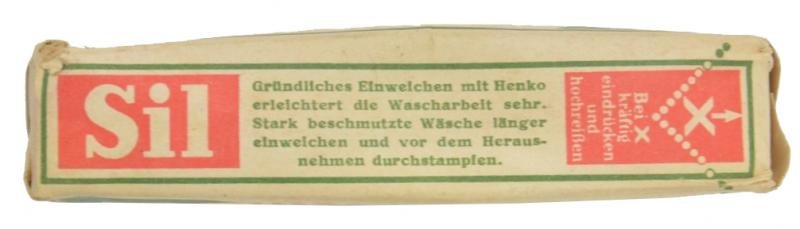 Sil
Gründliches Einweichen mit Henko
erleichtert die Wascharbeit sehr.
Stark beschmutzte Wäsche länger
einweichen und vor dem Heraus-
nehmen durchstampfen.
Bei X
kräftig
eindrücken
und
hochreißen
X